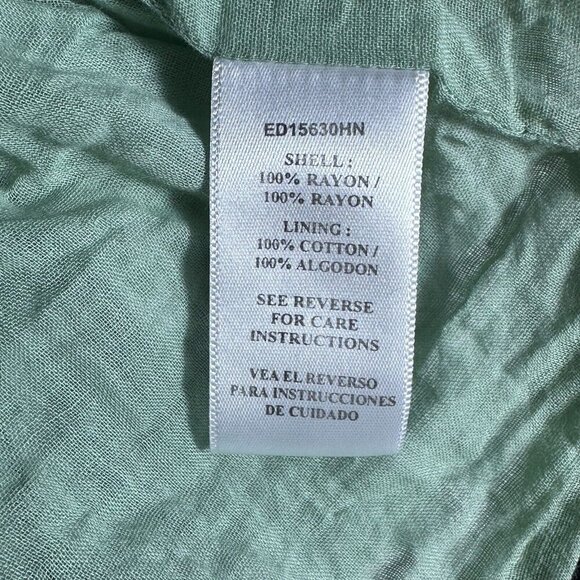 ED15630HN
SHELL :
100% RAYON /
100% RAYON
LINING :
100% COTTON /
100% ALGODON
SEE REVERSE
FOR CARE
INSTRUCTIONS
VEA EL REVERSO
PARA INSTRUCCIONES
DE CUIDADO